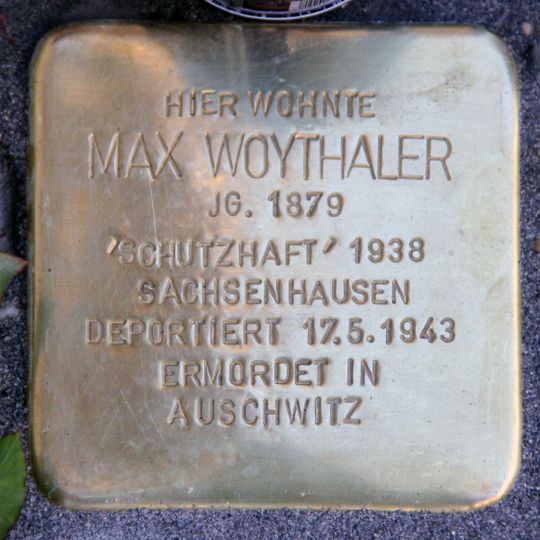 HIER WOHNTE
MAX WOYTHALER
JG. 1879
'SCHUTZHAFT' 1938
SACHSENHAUSEN
DEPORTIERT 17.5.1943
ERMORDET IN
AUSCHWITZ